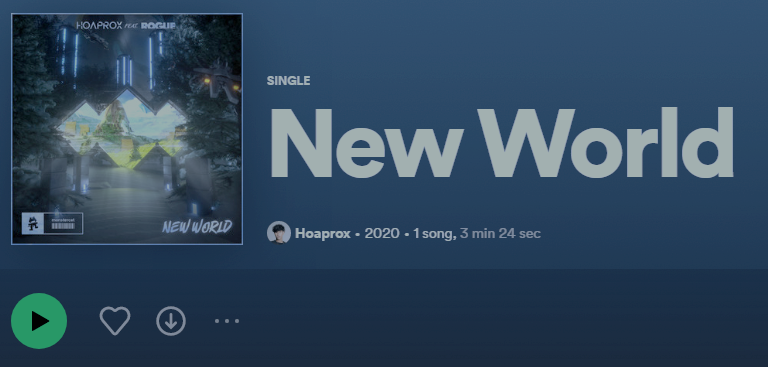 HOAPROX FEAT. ROGUE
NEW WORLD
SINGLE
New World
Hoaprox • 2020 • 1 song, 3 min 24 sec